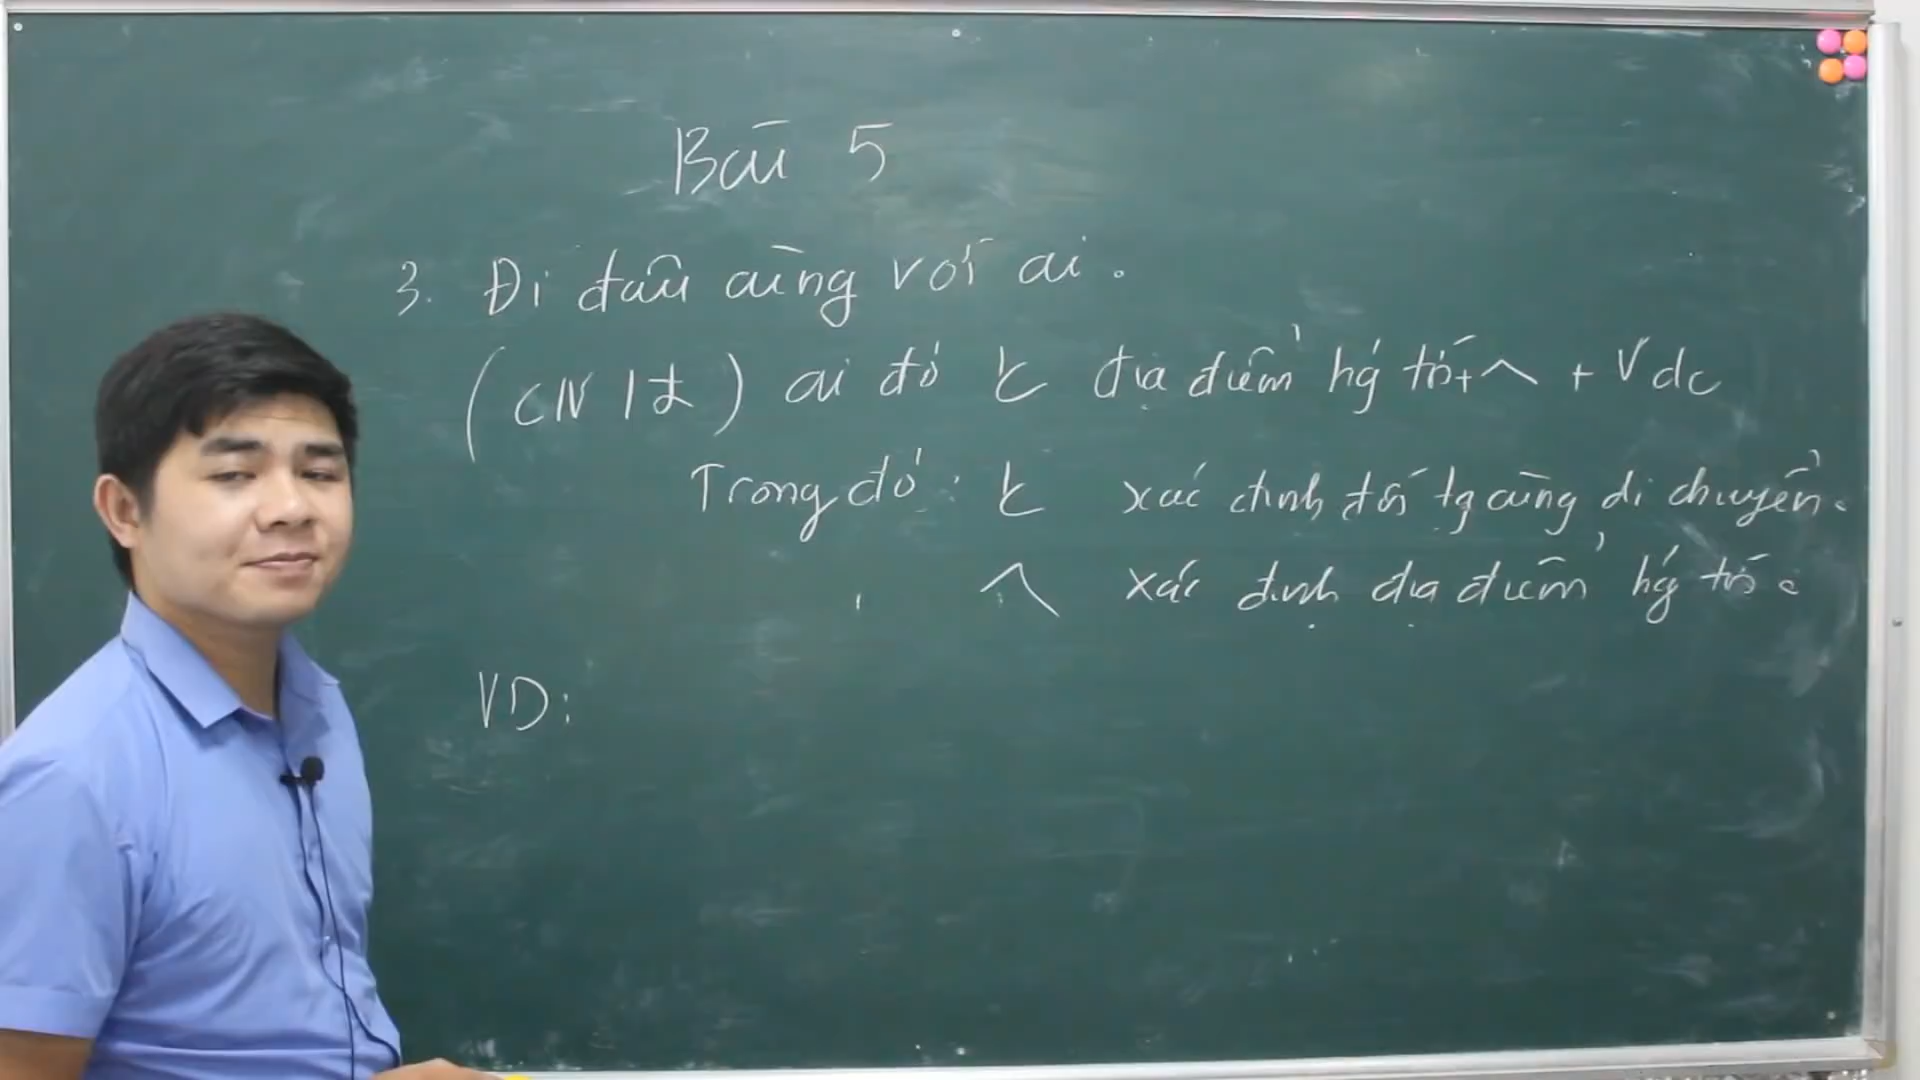 Bài 5
3. Đi đâu cùng với ai.
(CN は) ai đó と địa điểm hg tới + へ + Vdc
Trong đó: と xác định đối tg cùng di chuyển.
へ xác định địa điểm hg tới.
VD: